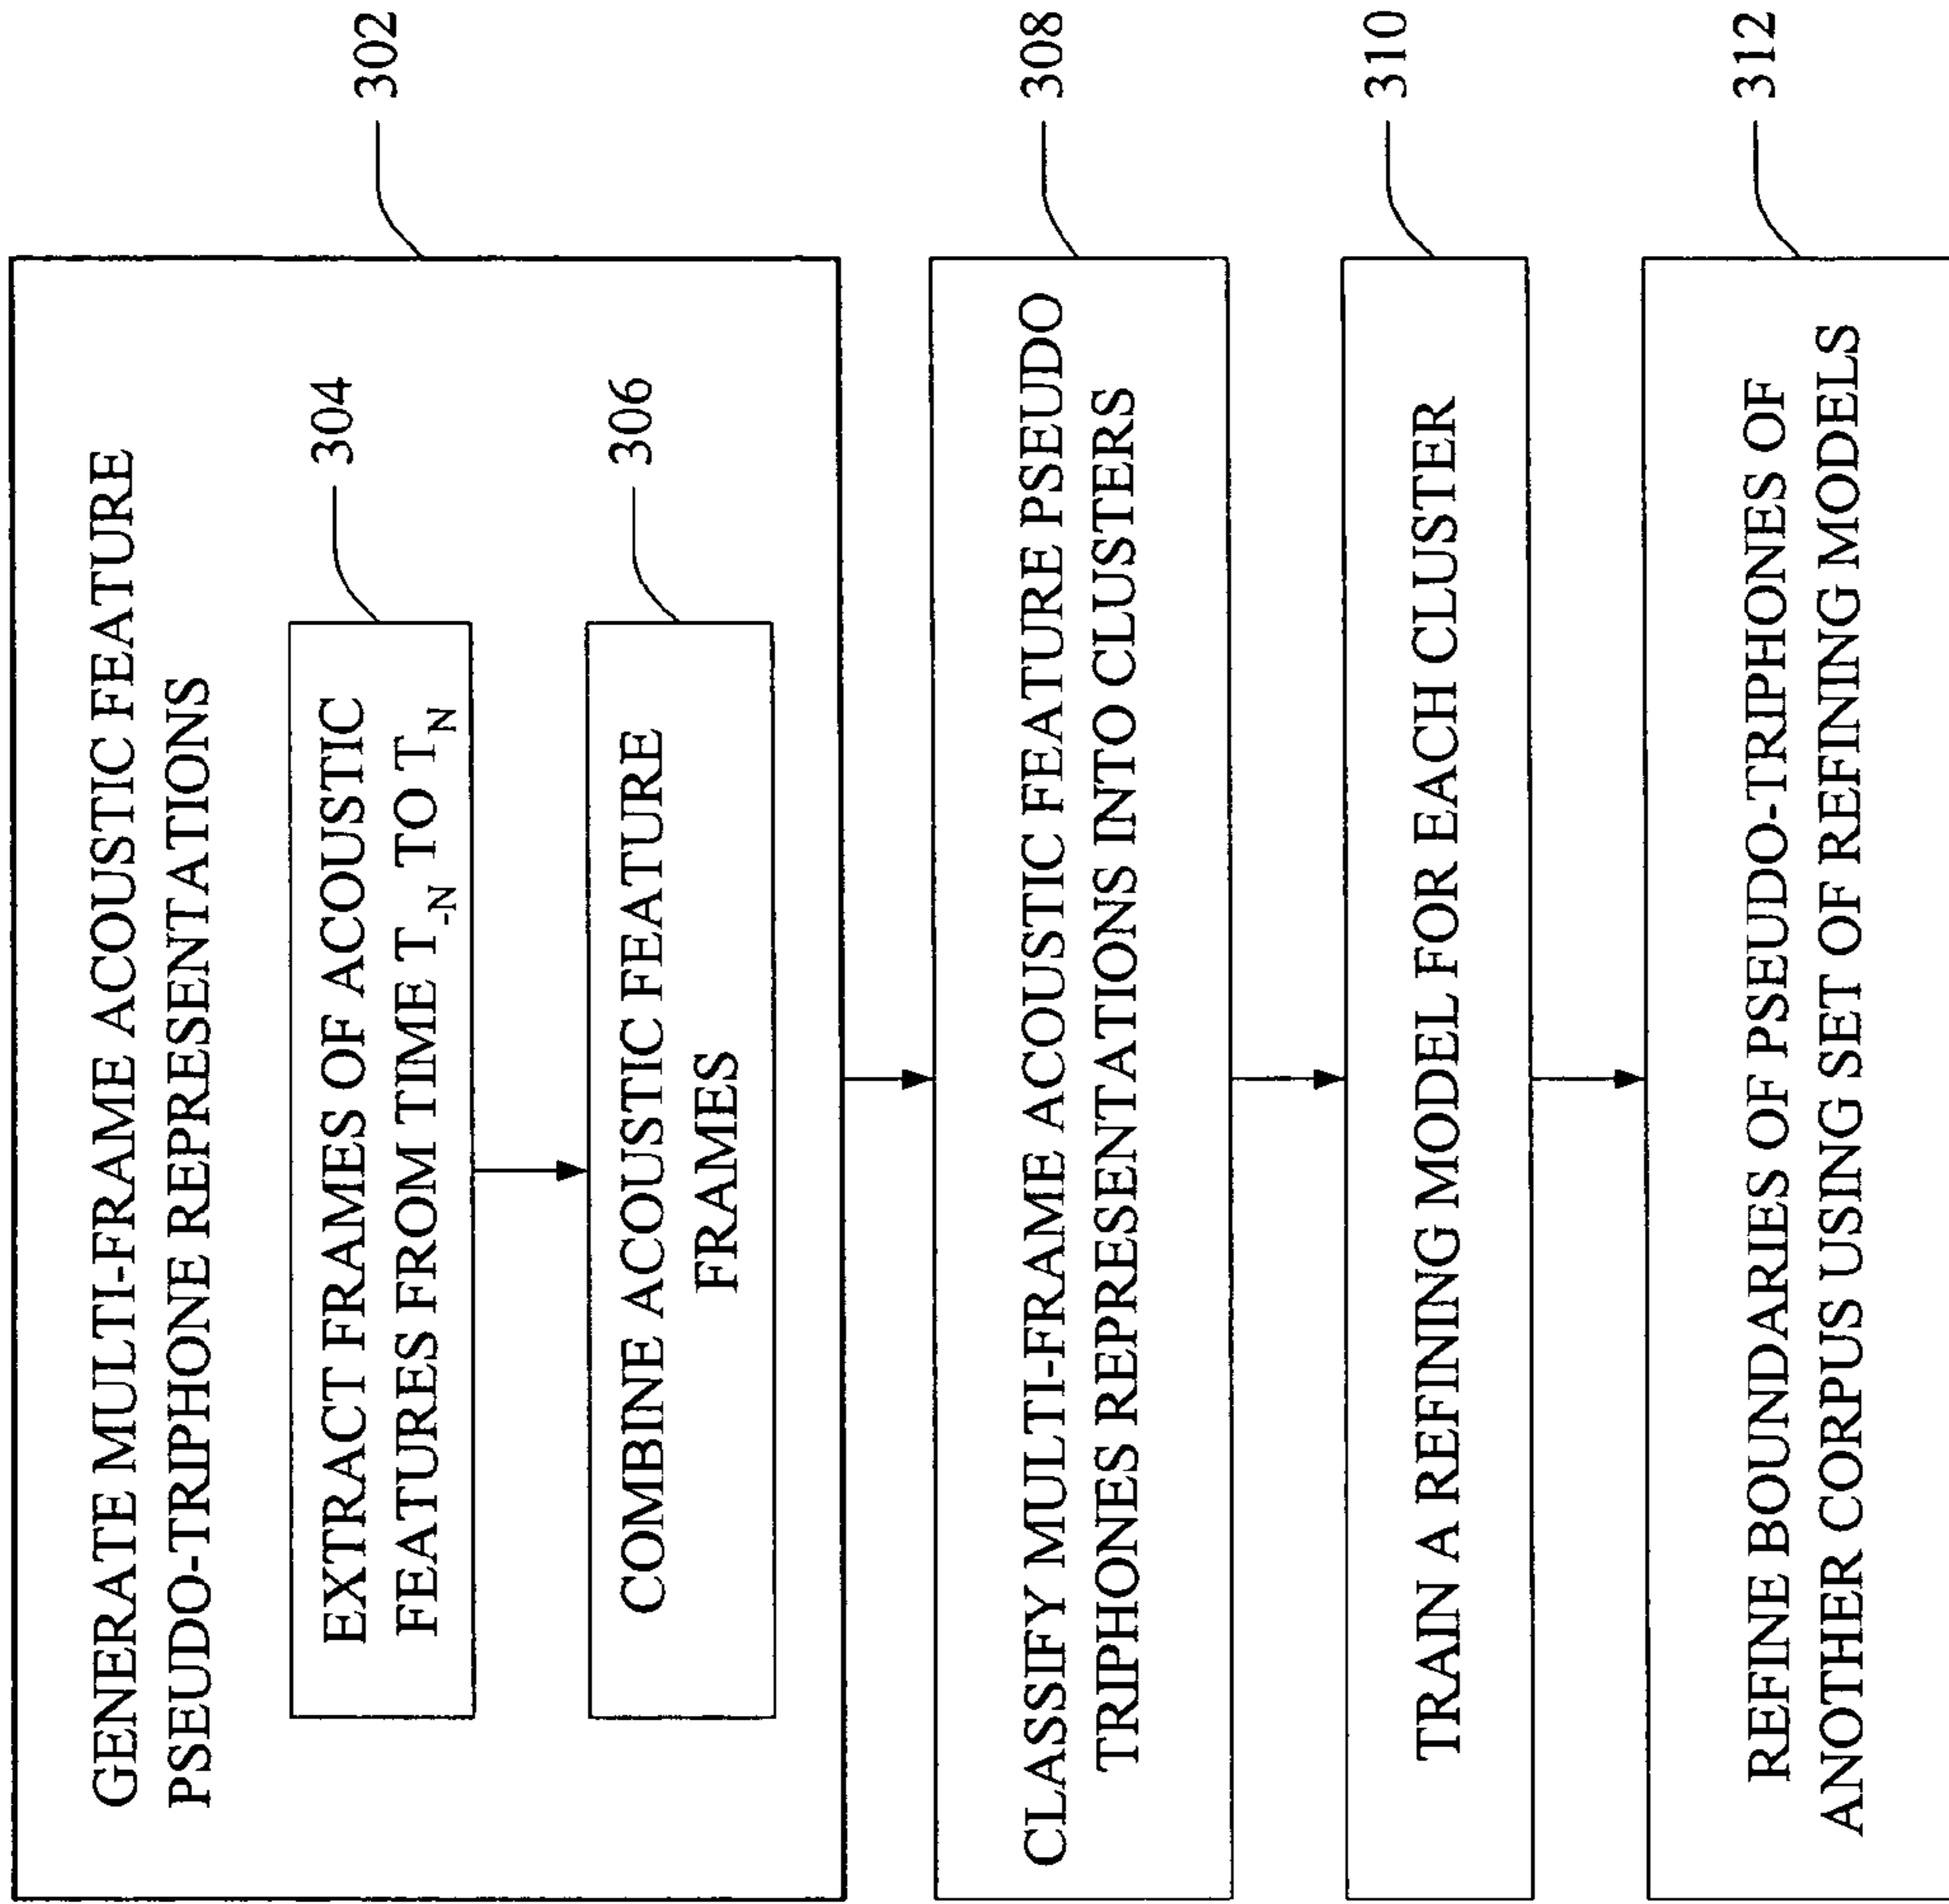 GENERATE MULTI-FRAME ACOUSTIC FEATURE
PSEUDO-TRIPHONE REPRESENTATIONS
302
304
EXTRACT FRAMES OF ACOUSTIC
FEATURES FROM TIME T-N TO TN
306
COMBINE ACOUSTIC FEATURE
FRAMES
308
CLASSIFY MULTI-FRAME ACOUSTIC FEATURE PSEUDO
TRIPHONES REPRESENTATIONS INTO CLUSTERS
310
TRAIN A REFINING MODEL FOR EACH CLUSTER
312
REFINE BOUNDARIES OF PSEUDO-TRIPHONES OF
ANOTHER CORPUS USING SET OF REFINING MODELS